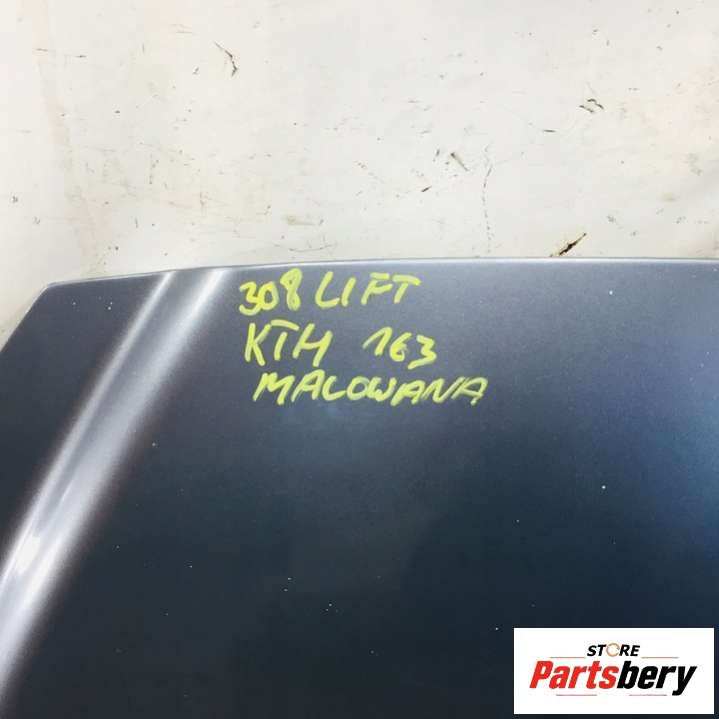 308 LIFT
KTH 163
MALOWANA
STORE
Partsbery